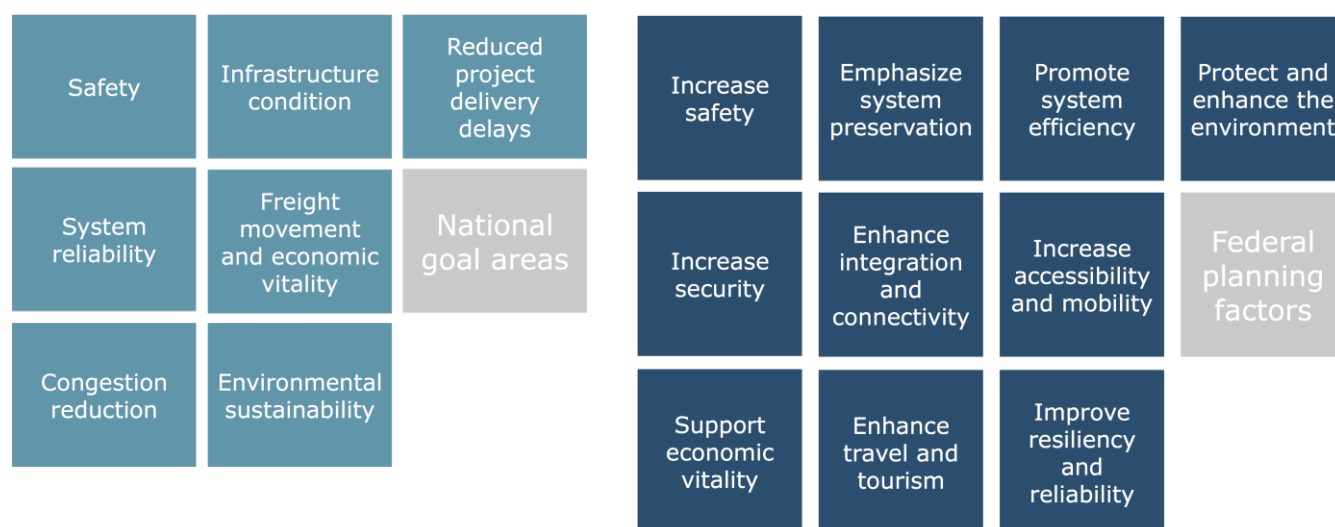 Safety
Infrastructure
condition
Reduced
project
delivery
delays
System
reliability
Freight
movement
and economic
vitality
National
goal areas
Congestion
reduction
Environmental
sustainability
Increase
safety
Emphasize
system
preservation
Promote
system
efficiency
Protect and
enhance the
environment
Increase
security
Enhance
integration
and
connectivity
Increase
accessibility
and mobility
Federal
planning
factors
Support
economic
vitality
Enhance
travel and
tourism
Improve
resiliency
and
reliability